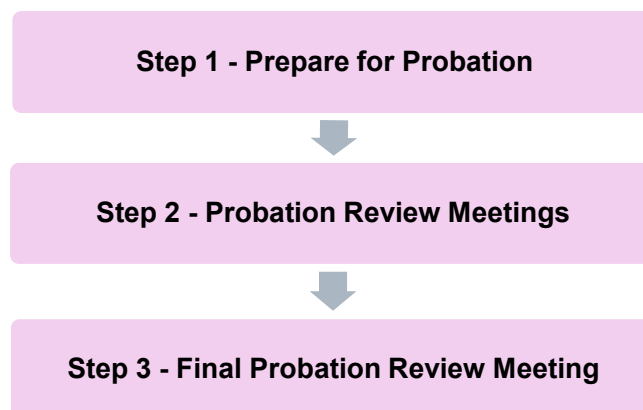 Step 1 - Prepare for Probation
Step 2 - Probation Review Meetings
Step 3 - Final Probation Review Meeting